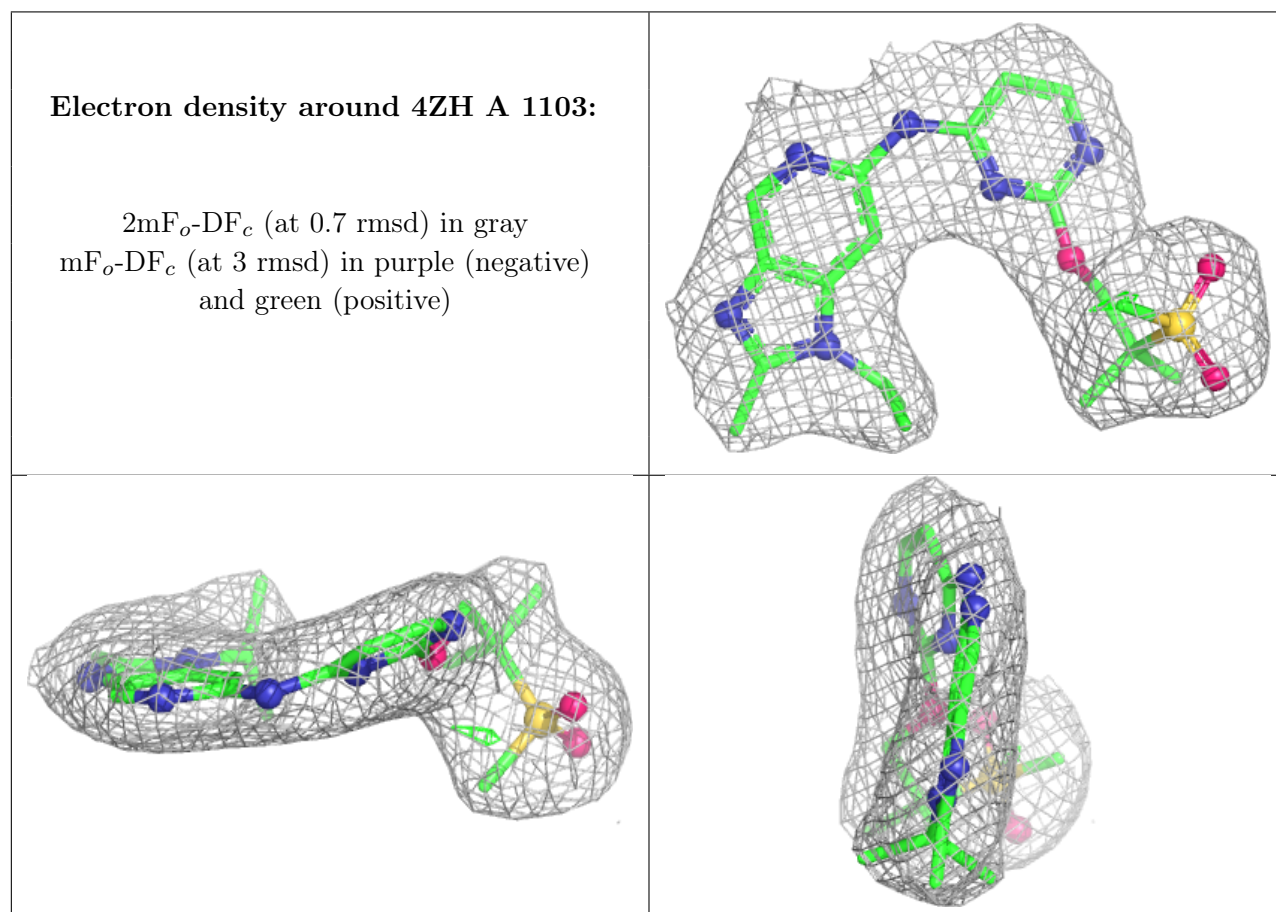 Electron density around 4ZH A 1103:
2mFo-DFc (at 0.7 rmsd) in gray
mFo-DFc (at 3 rmsd) in purple (negative)
and green (positive)